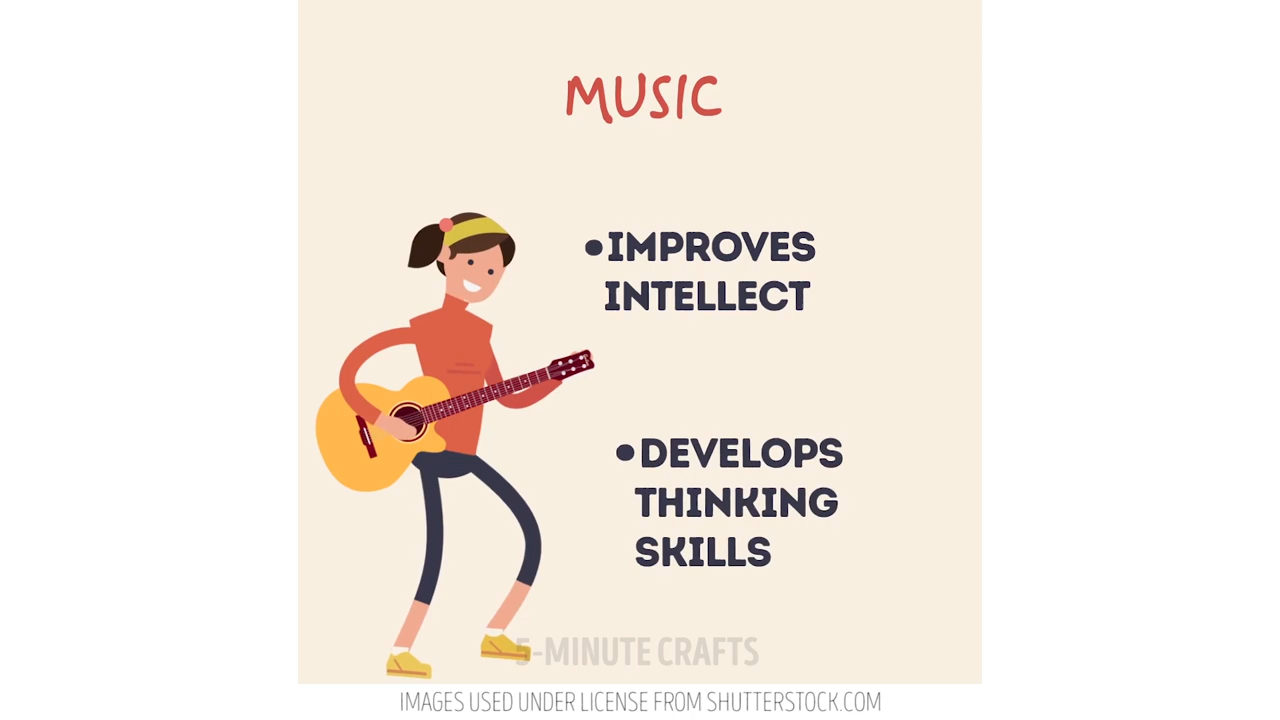 MUSIC
•IMPROVES
INTELLECT
•DEVELOPS
THINKING
SKILLS
5-MINUTE CRAFTS
IMAGES USED UNDER LICENSE FROM SHUTTERSTOCK.COM